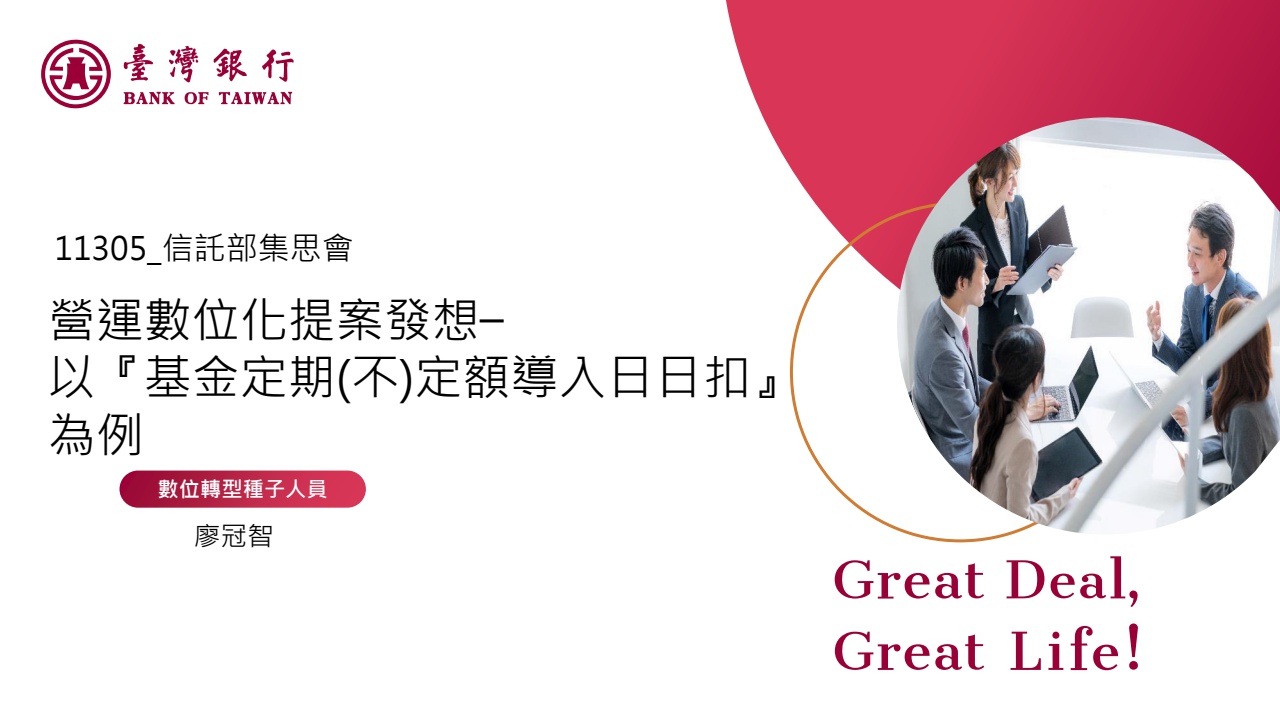 臺灣銀行
BANK OF TAIWAN
11305_信託部集思會
營運數位化提案發想–
以『基金定期(不)定額導入日日扣』
為例
數位轉型種子人員
廖冠智
Great Deal,
Great Life!